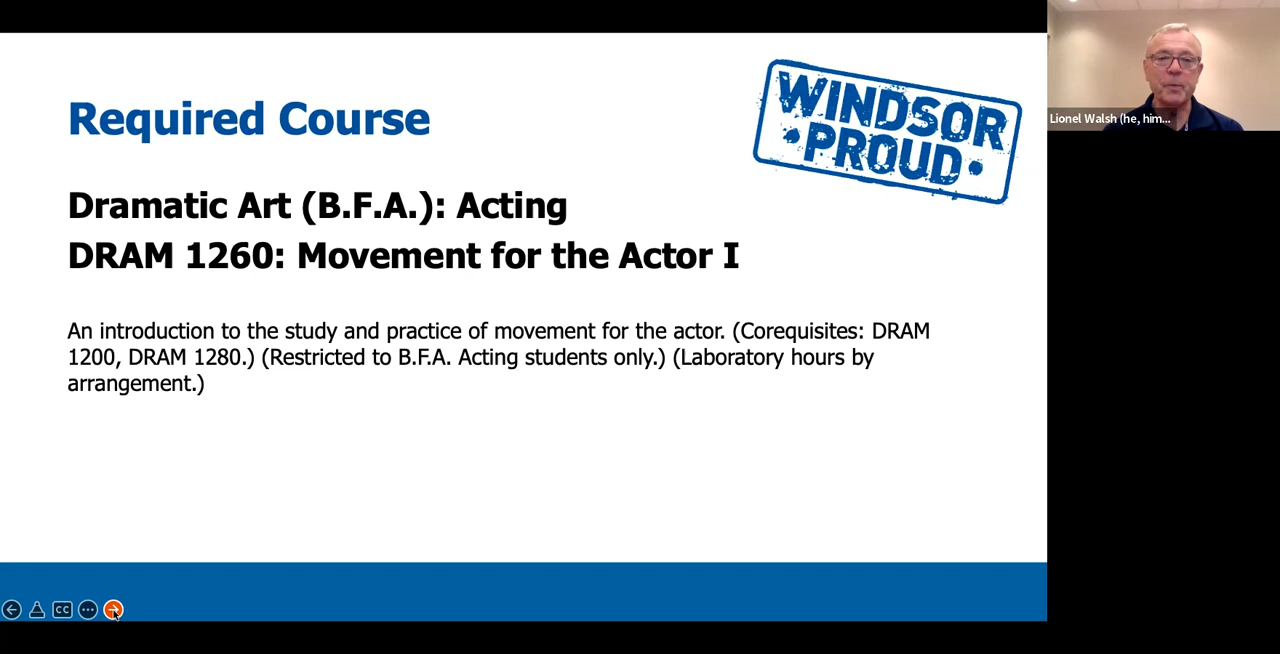 Required Course
WINDSOR
PROUD
Lionel Walsh (he, him...
Dramatic Art (B.F.A.): Acting
DRAM 1260: Movement for the Actor I
An introduction to the study and practice of movement for the actor. (Corequisites: DRAM
1200, DRAM 1280.) (Restricted to B.F.A. Acting students only.) (Laboratory hours by
arrangement.)
CC